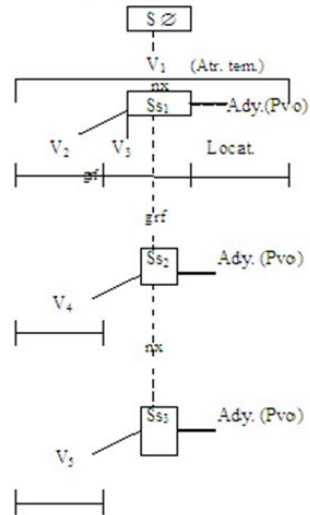 S Ø
V1 (Atr. tem.)
nx
Ss1 Ady.(Pvo)
V2 V3 Locat.
gf
grf
Ss2 Ady. (Pvo)
V4
nx
Ss3 Ady. (Pvo)
V5